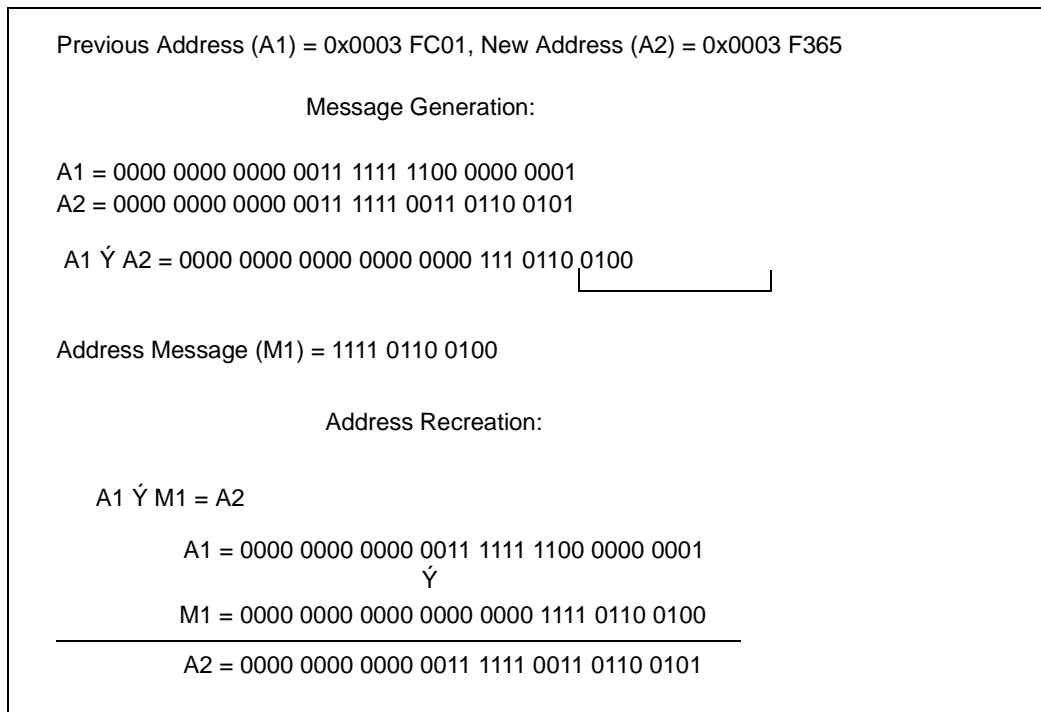 Previous Address (A1) = 0x0003 FC01, New Address (A2) = 0x0003 F365
Message Generation:
A1 = 0000 0000 0000 0011 1111 1100 0000 0001
A2 = 0000 0000 0000 0011 1111 0011 0110 0101
A1 Ý A2 = 0000 0000 0000 0000 0000 111 0110 0100
Address Message (M1) = 1111 0110 0100
Address Recreation:
A1 Ý M1 = A2
A1 = 0000 0000 0000 0011 1111 1100 0000 0001
Ý
M1 = 0000 0000 0000 0000 0000 1111 0110 0100
A2 = 0000 0000 0000 0011 1111 0011 0110 0101